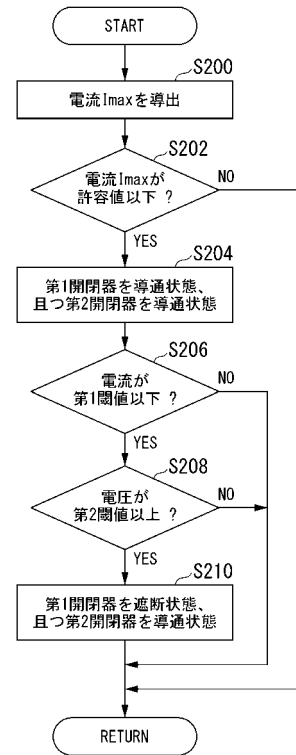 START
S200
電流Imaxを導出
S202
電流Imaxが
許容値以下 ?
NO
YES
S204
第1開閉器を導通状態、
且つ第2開閉器を導通状態
S206
電流が
第1閾値以下 ?
NO
YES
S208
電圧が
第2閾値以上 ?
NO
YES
S210
第1開閉器を遮断状態、
且つ第2開閉器を導通状態
RETURN